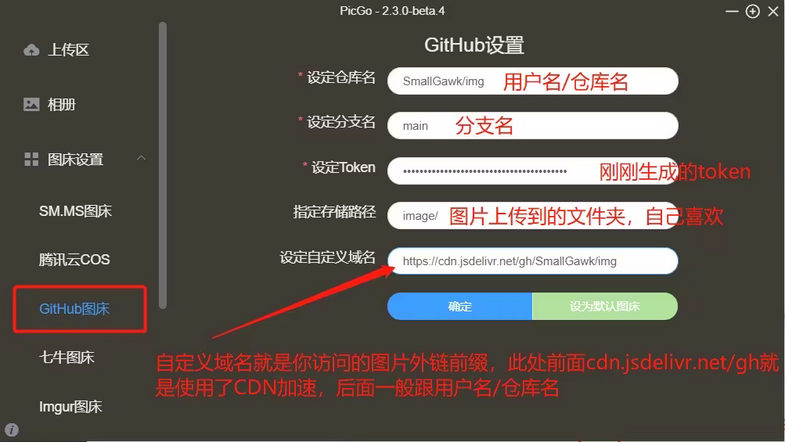 PicGo - 2.3.0-beta.4
上传区
相册
图床设置
SM.MS图床
腾讯云COS
GitHub图床
七牛图床
Imgur图床
GitHub设置
* 设定仓库名 SmallGawk/img 用户名/仓库名
* 设定分支名 main 分支名
* 设定Token 刚刚生成的token
指定存储路径 image/ 图片上传到的文件夹，自己喜欢
设定自定义域名 https://cdn.jsdelivr.net/gh/SmallGawk/img
确定 设为默认图床
自定义域名就是你访问的图片外链前缀，此处前面cdn.jsdelivr.net/gh就
是使用了CDN加速，后面一般跟用户名/仓库名